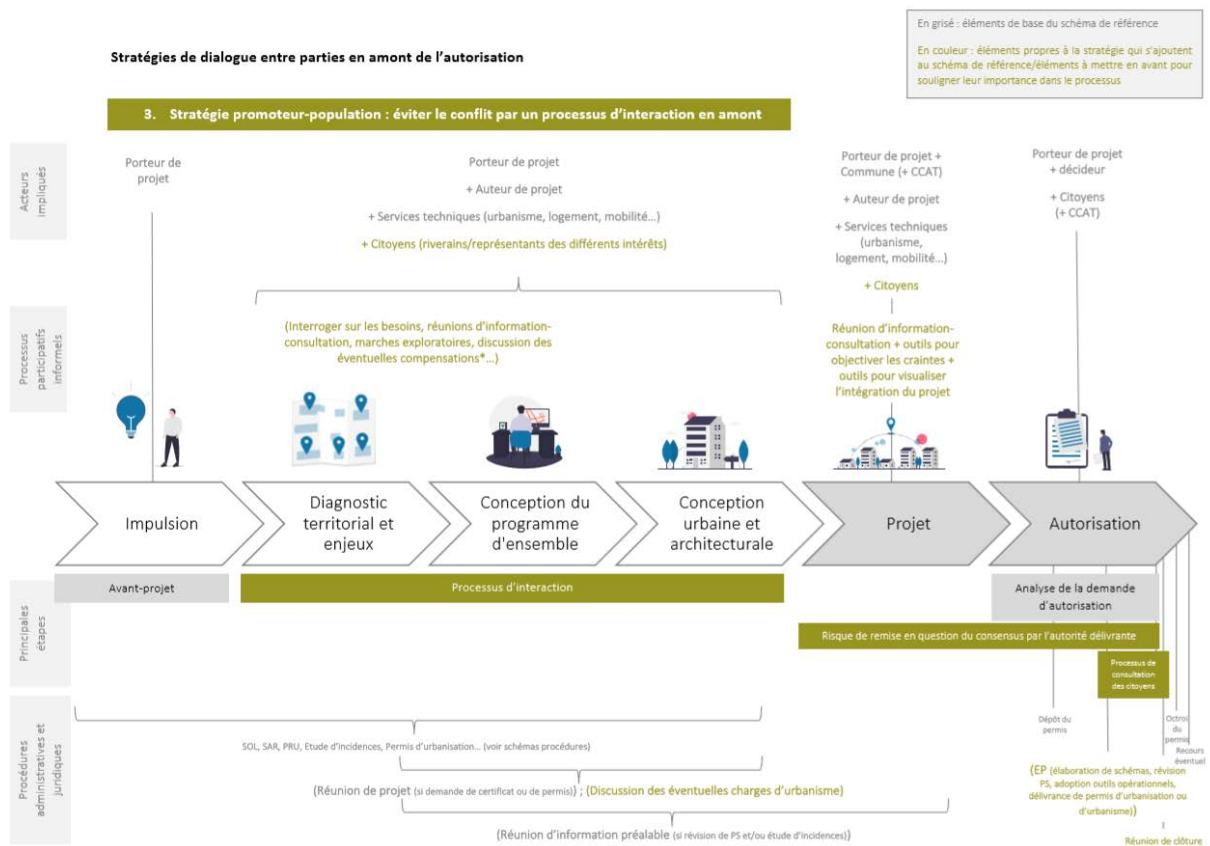 En grisé : éléments de base du schéma de référence
En couleur : éléments propres à la stratégie qui s'ajoutent
au schéma de référence/éléments à mettre en avant pour
souligner leur importance dans le processus
Stratégies de dialogue entre parties en amont de l'autorisation
3. Stratégie promoteur-population : éviter le conflit par un processus d'interaction en amont
Acteurs
impliqués
Porteur de
projet
Porteur de projet
+ Auteur de projet
+ Services techniques (urbanisme, logement, mobilité...)
+ Citoyens (riverains/représentants des différents intérêts)
Porteur de projet +
Commune (+ CCAT)
+ Auteur de projet
+ Services techniques
(urbanisme,
logement, mobilité...)
+ Citoyens
Porteur de projet
+ décideur
+ Citoyens
(+ CCAT)
Processus
participatifs
informels
(Interroger sur les besoins, réunions d'information-
consultation, marches exploratoires, discussion des
éventuelles compensations*...)
Réunion d'information-
consultation + outils pour
objectiver les craintes +
outils pour visualiser
l'intégration du projet
Impulsion
Diagnostic
territorial et
enjeux
Conception du
programme
d'ensemble
Conception
urbaine et
architecturale
Projet
Autorisation
Principales
étapes
Avant-projet
Processus d'interaction
Analyse de la demande
d'autorisation
Risque de remise en question du consensus par l'autorité délivrante
Processus de
consultation
des citoyens
Procédures
administratives et
juridiques
Dépôt du
permis
Octroi
du
permis
Recours
éventuel
SOL, SAR, PRU, Etude d'incidences, Permis d'urbanisation... (voir schémas procédures)
(Réunion de projet (si demande de certificat ou de permis)) ; (Discussion des éventuelles charges d'urbanisme)
(Réunion d'information préalable (si révision de PS et/ou étude d'incidences))
(EP (élaboration de schémas, révision
PS, adoption outils opérationnels,
délivrance de permis d'urbanisation ou
d'urbanisme))
Réunion de clôture